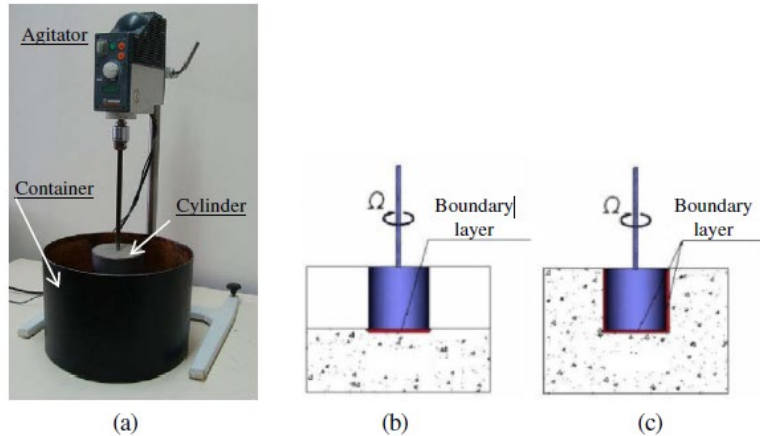 Agitator
Container
Cylinder
Ω
Boundary
layer
Ω
Boundary
layer
(a)
(b)
(c)